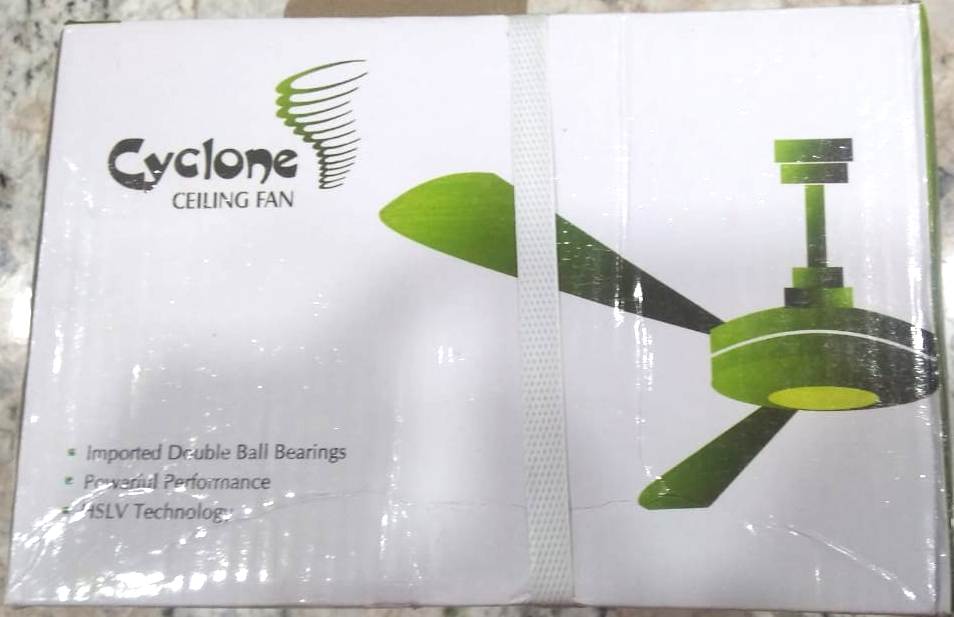 Cyclone
CEILING FAN
Imported Double Ball Bearings
Powerful Performance
HSLV Technology